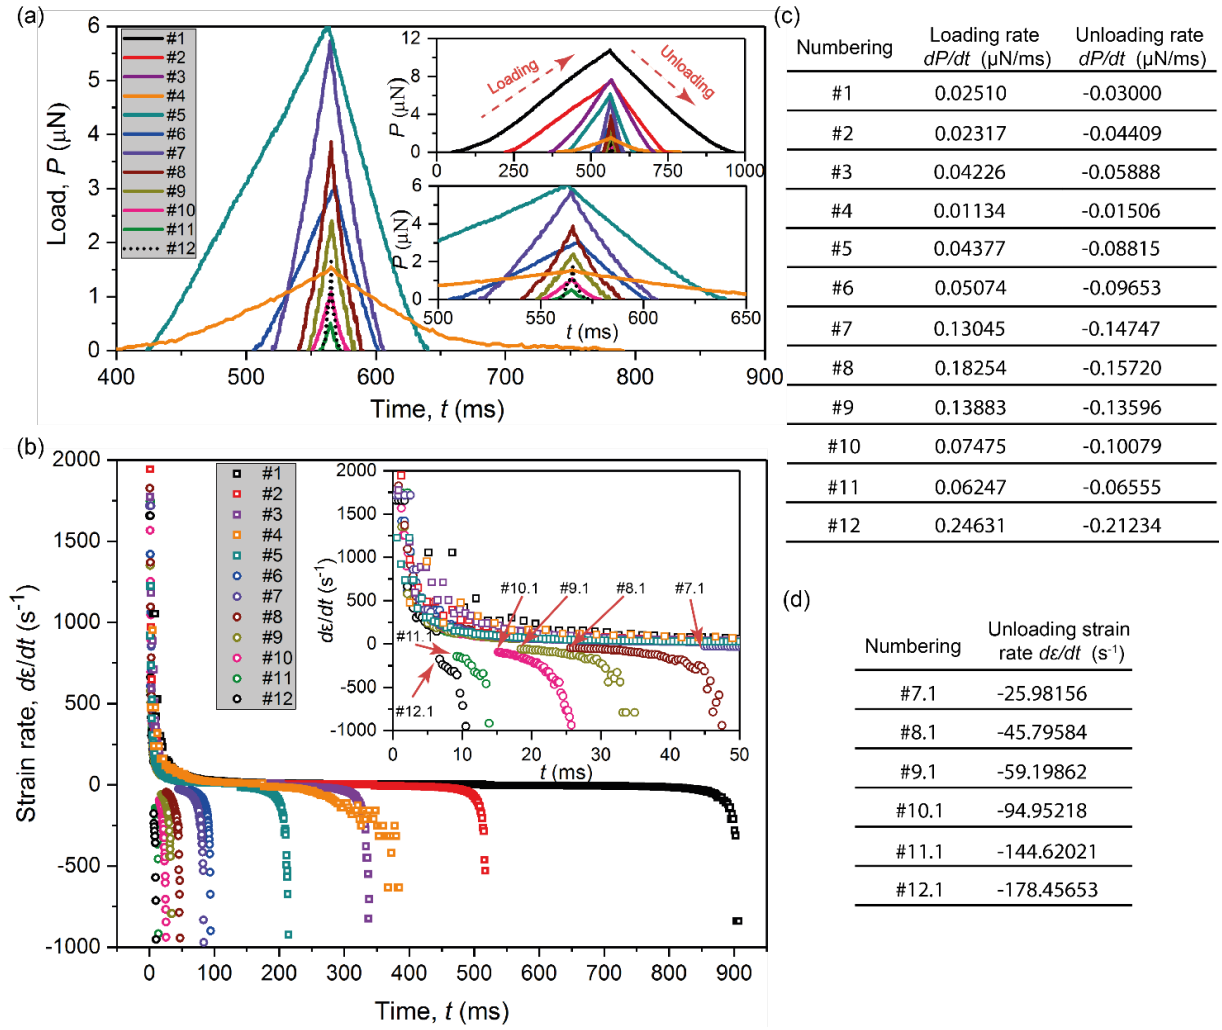 (a)
Load, P (μN)
6
5
4
3
2
1
0
#1
#2
#3
#4
#5
#6
#7
#8
#9
#10
#11
#12
P (μN)
12
8
4
0
Loading
Unloading
0 250 500 750 1000
P (μN)
6
4
2
0
500 550 600 650
t (ms)
400 500 600 700 800 900
Time, t (ms)
(b)
Strain rate, dε/dt (s⁻¹)
2000
1500
1000
500
0
-500
-1000
#1
#2
#3
#4
#5
#6
#7
#8
#9
#10
#11
#12
dε/dt (s⁻¹)
2000
1500
1000
500
0
-500
-1000
#10.1 #9.1 #8.1 #7.1
#11.1
#12.1
0 10 20 30 40 50
t (ms)
0 100 200 300 400 500 600 700 800 900
Time, t (ms)
(c)
Numbering Loading rate dP/dt (μN/ms) Unloading rate dP/dt (μN/ms)
#1 0.02510 -0.03000
#2 0.02317 -0.04409
#3 0.04226 -0.05888
#4 0.01134 -0.01506
#5 0.04377 -0.08815
#6 0.05074 -0.09653
#7 0.13045 -0.14747
#8 0.18254 -0.15720
#9 0.13883 -0.13596
#10 0.07475 -0.10079
#11 0.06247 -0.06555
#12 0.24631 -0.21234
(d)
Numbering Unloading strain rate dε/dt (s⁻¹)
#7.1 -25.98156
#8.1 -45.79584
#9.1 -59.19862
#10.1 -94.95218
#11.1 -144.62021
#12.1 -178.45653